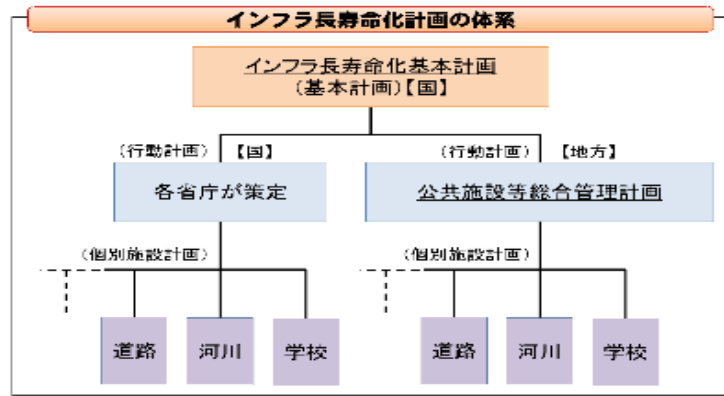 インフラ長寿命化計画の体系
インフラ長寿命化基本計画
(基本計画)【国】
(行動計画) 【国】
(行動計画) 【地方】
各省庁が策定
公共施設等総合管理計画
(個別施設計画)
(個別施設計画)
道路 河川 学校
道路 河川 学校